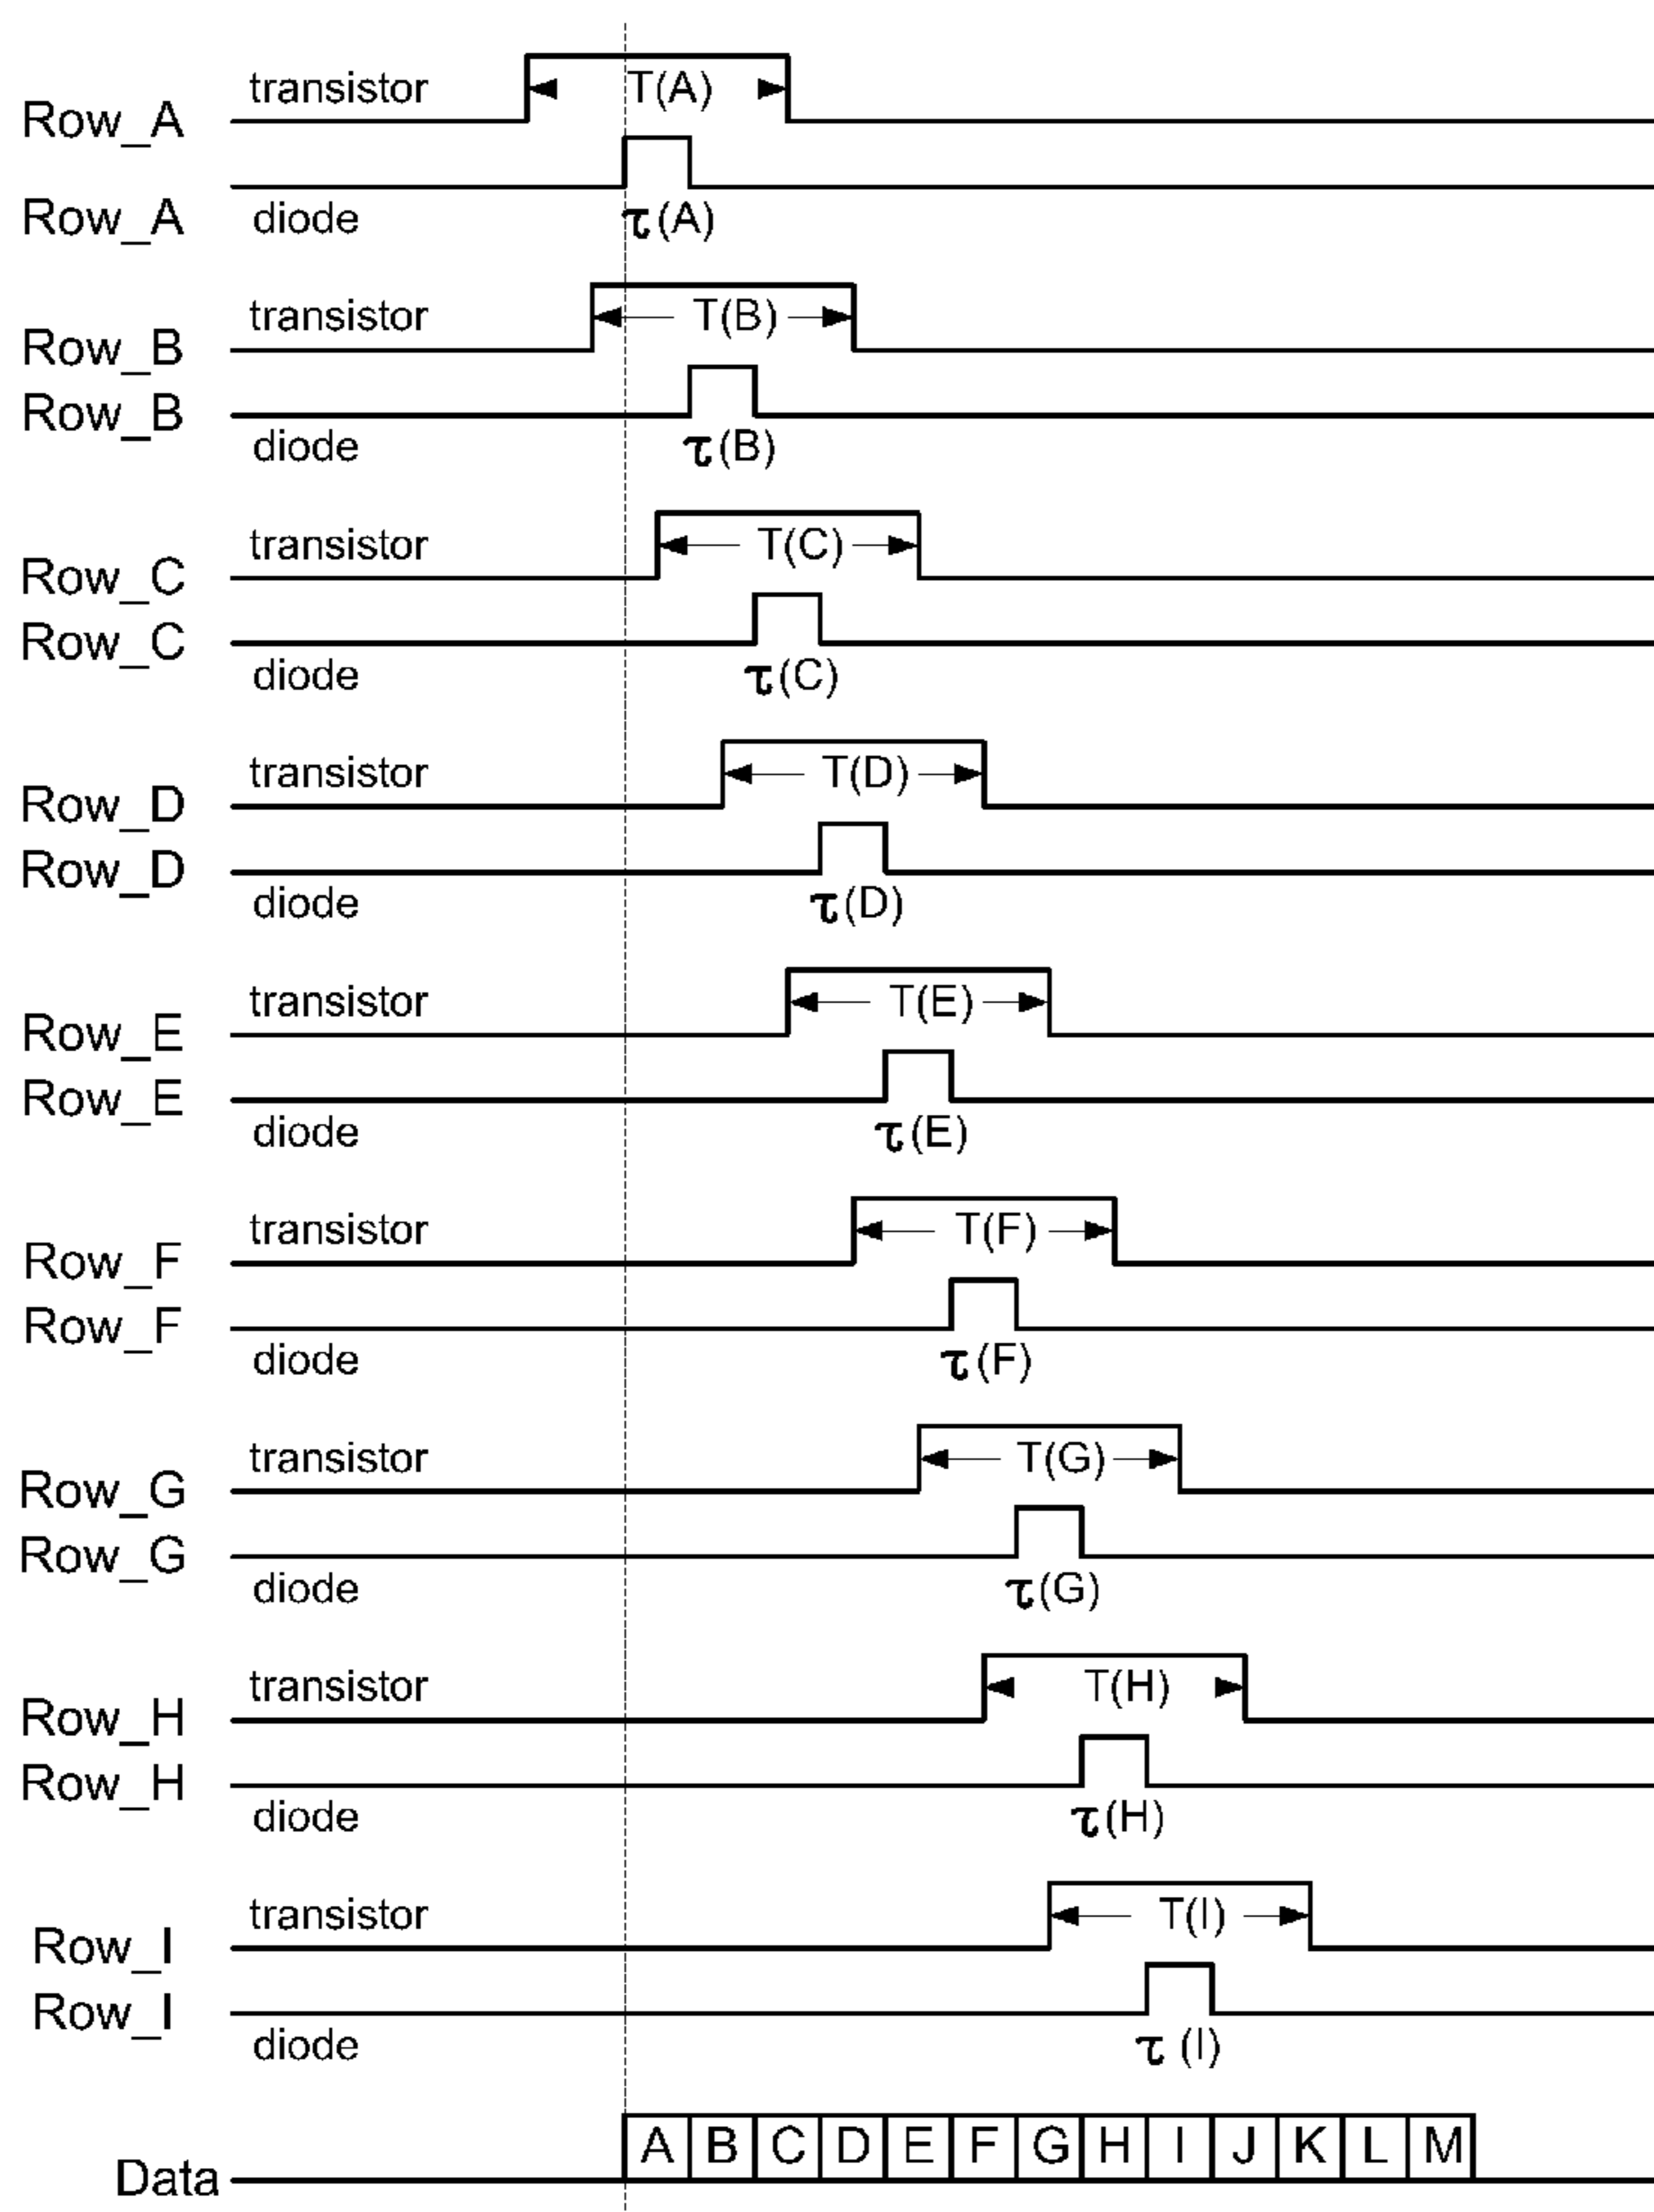 transistor T(A)
Row_A
Row_A diode τ(A)
transistor T(B)
Row_B
Row_B
diode τ(B)
transistor T(C)
Row_C
Row_C
diode τ(C)
transistor T(D)
Row_D
Row_D
diode τ(D)
transistor T(E)
Row_E
Row_E
diode τ(E)
transistor T(F)
Row_F
Row_F
diode τ(F)
transistor T(G)
Row_G
Row_G
diode τ(G)
transistor T(H)
Row_H
Row_H
diode τ(H)
transistor T(I)
Row_I
Row_I
diode τ (I)
A B C D E F G H I J K L M
Data